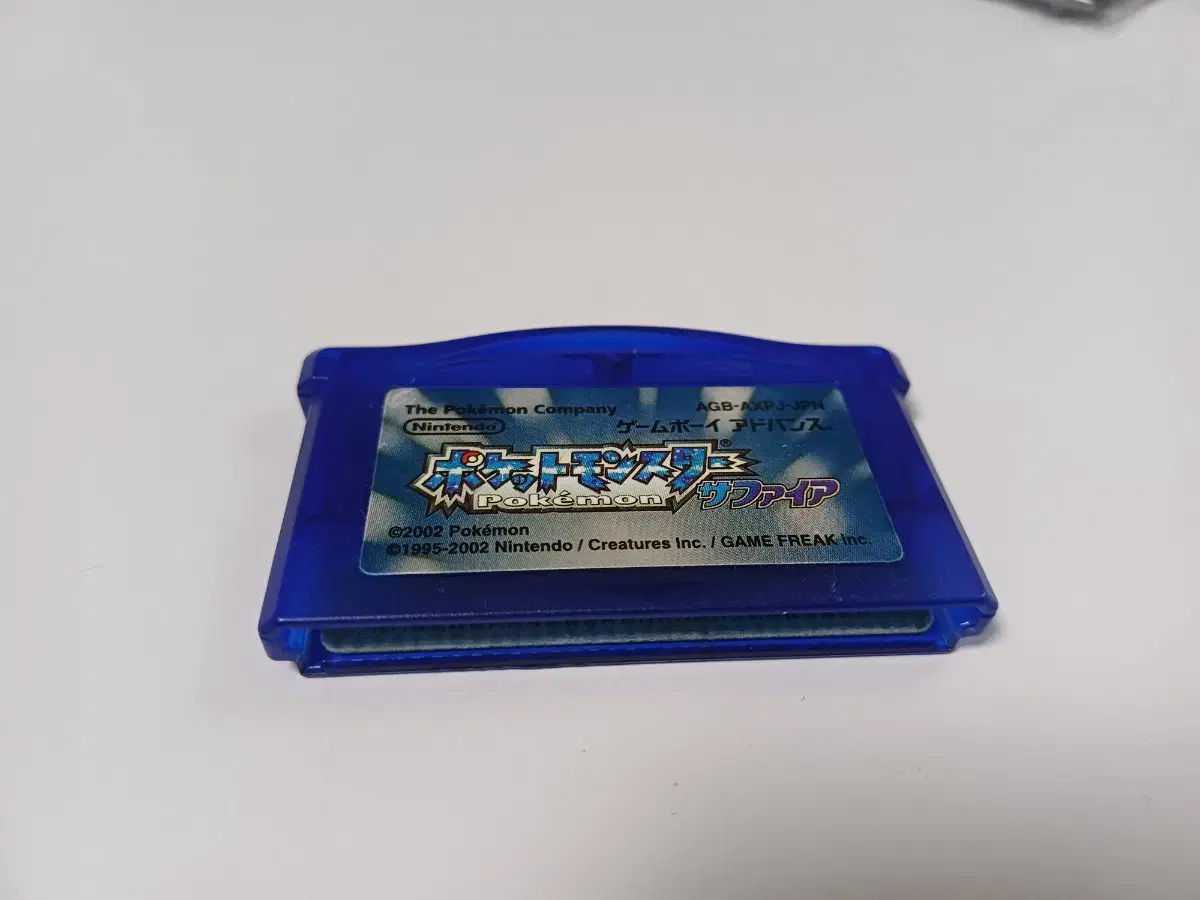 The Pokémon Company
AGB-AXPJ-JPN
Nintendo
ゲームボーイ アドバンス™
ポケットモンスター®
Pokémon
サファイア
©2002 Pokémon
©1995-2002 Nintendo / Creatures Inc. / GAME FREAK Inc.